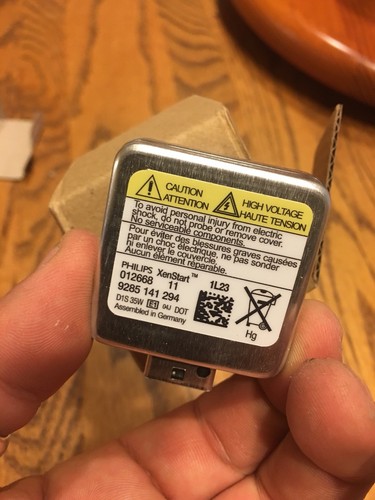 CAUTION
ATTENTION
HIGH VOLTAGE
HAUTE TENSION
To avoid personal injury from electric
shock, do not probe or remove cover.
No serviceable components.
Pour éviter des blessures graves causées
par un choc électrique, ne pas sonder
ni enlever le couvercle.
Aucun élément réparable.
PHILIPS XenStart™
012668 11
9285 141 294
D1S 35W E1 04J DOT
Assembled in Germany
1L23
Hg